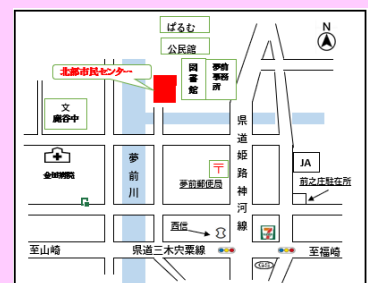 ぱるむ
公民館
N
北部市民センター
図書館
夢前事務所
文
鹿谷中
県道姫路神河線
夢前川
夢前郵便局
JA
前之庄駐在所
西信
至山崎
県道三木宍粟線
至福崎